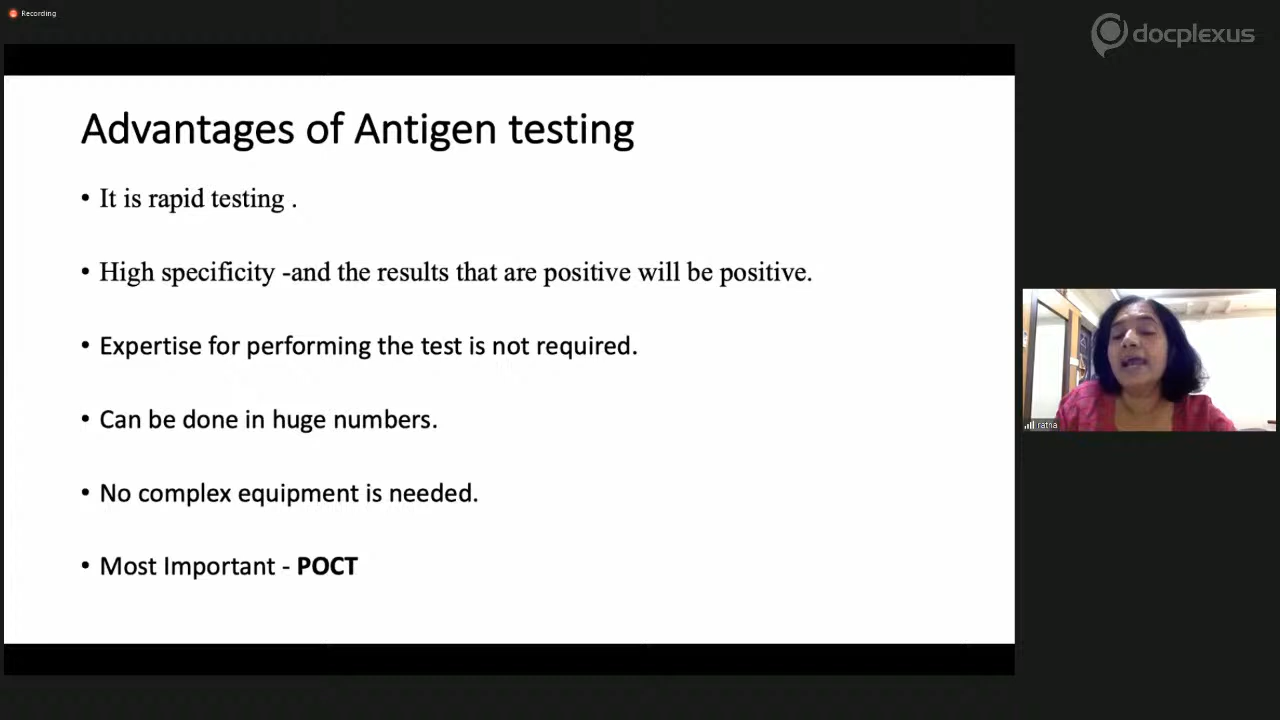 Recording
docplexus
Advantages of Antigen testing
• It is rapid testing .
• High specificity -and the results that are positive will be positive.
• Expertise for performing the test is not required.
• Can be done in huge numbers.
• No complex equipment is needed.
• Most Important - POCT
ratna